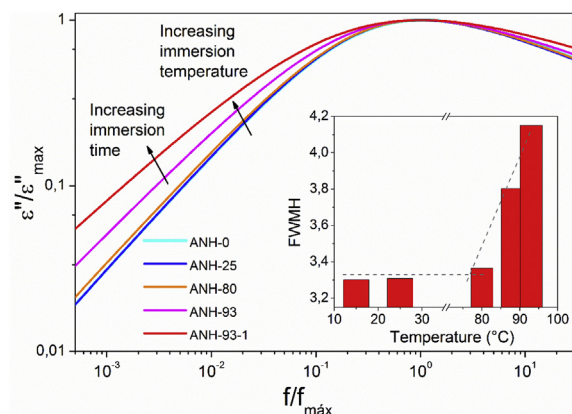 1
0,1
0,01
ε''/ε''max
Increasing
immersion
temperature
Increasing
immersion
time
ANH-0
ANH-25
ANH-80
ANH-93
ANH-93-1
10⁻³
10⁻²
10⁻¹
10⁰
10¹
f/fmáx
4,2
4,0
3,8
3,6
3,4
3,2
FWMH
10
20
30
80
90
100
Temperature (°C)